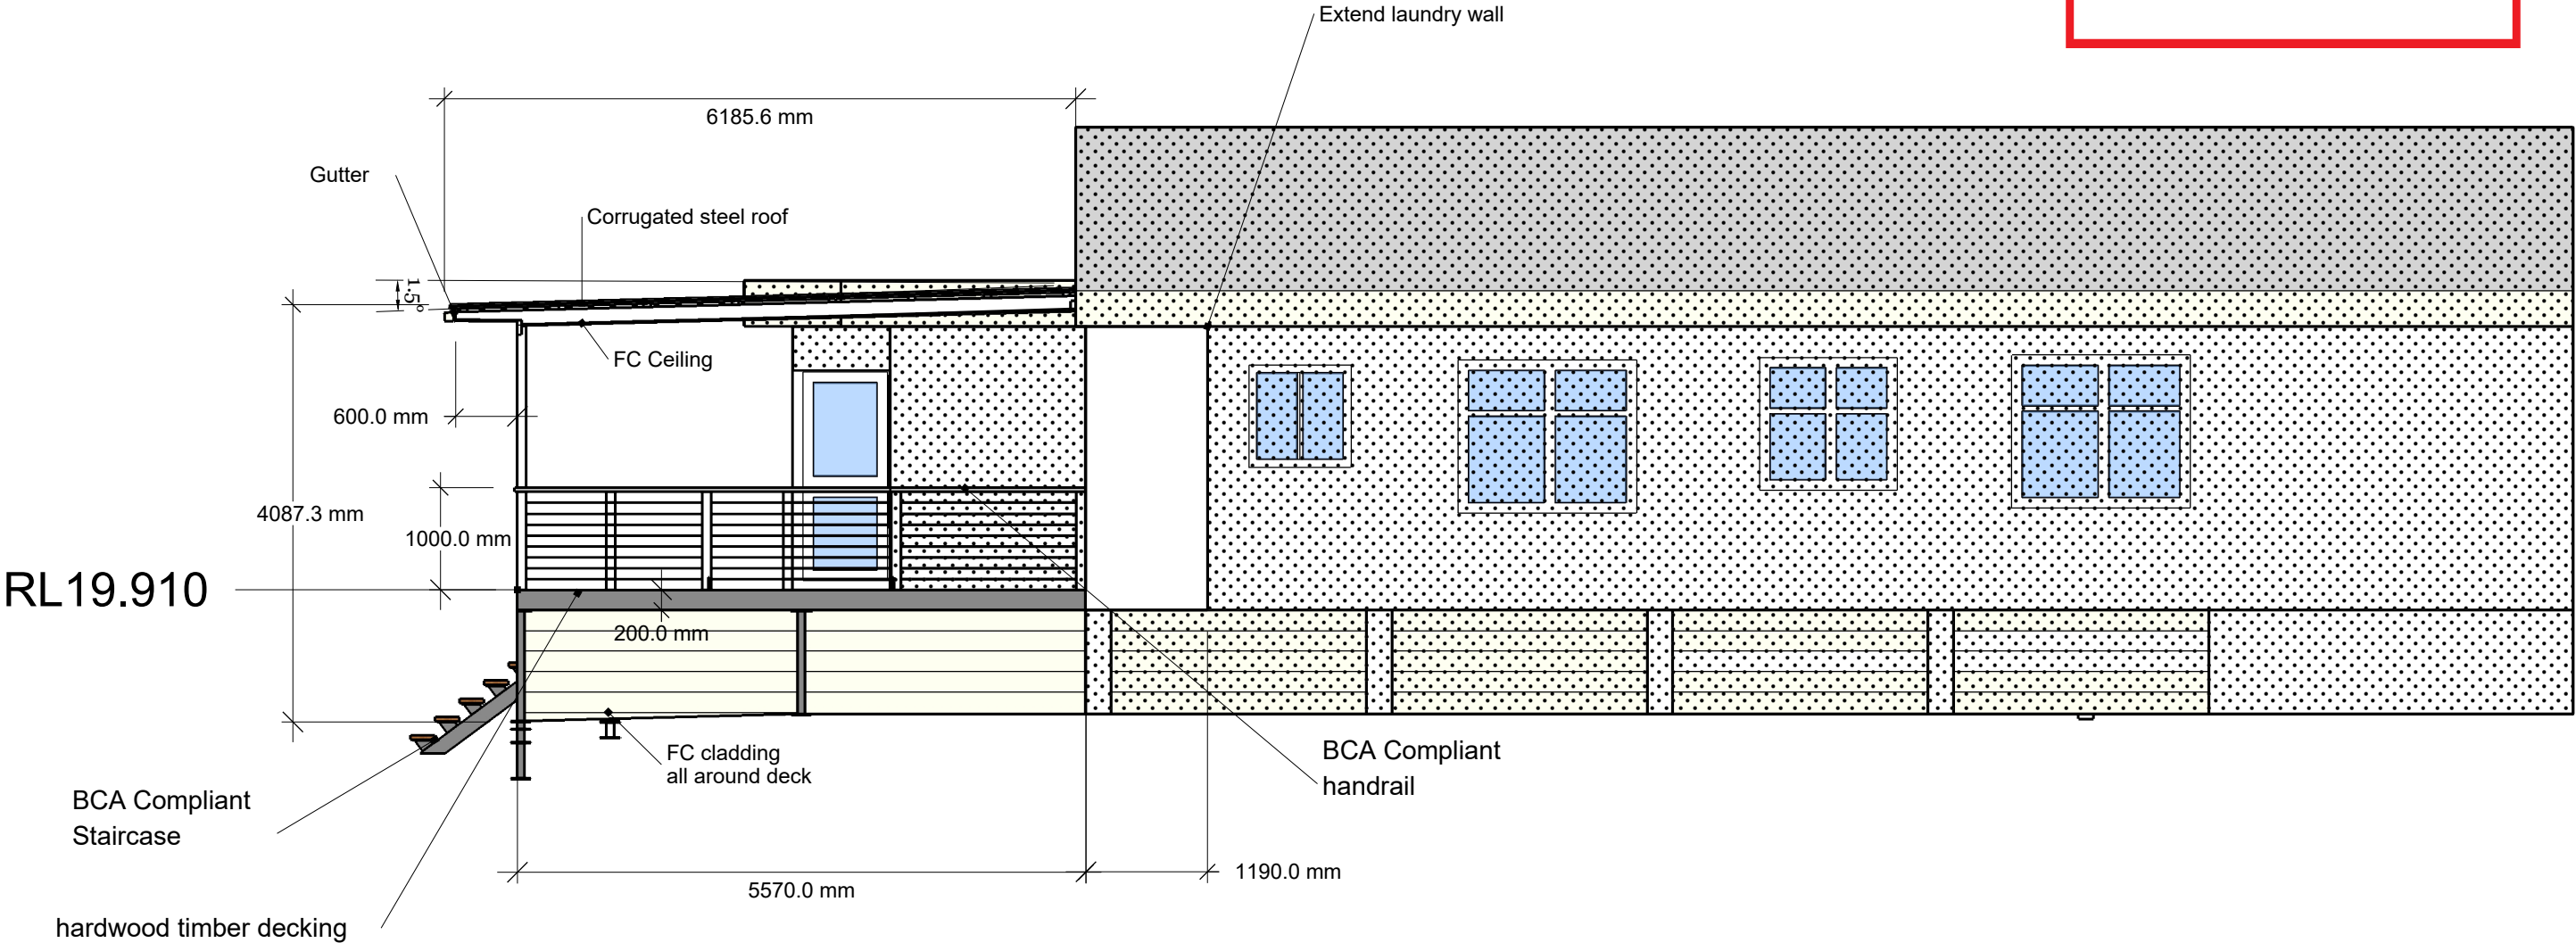 Extend laundry wall
6185.6 mm
Gutter
Corrugated steel roof
1.5°
FC Ceiling
600.0 mm
4087.3 mm
1000.0 mm
RL19.910
200.0 mm
FC cladding
all around deck
BCA Compliant
handrail
BCA Compliant
Staircase
1190.0 mm
5570.0 mm
hardwood timber decking